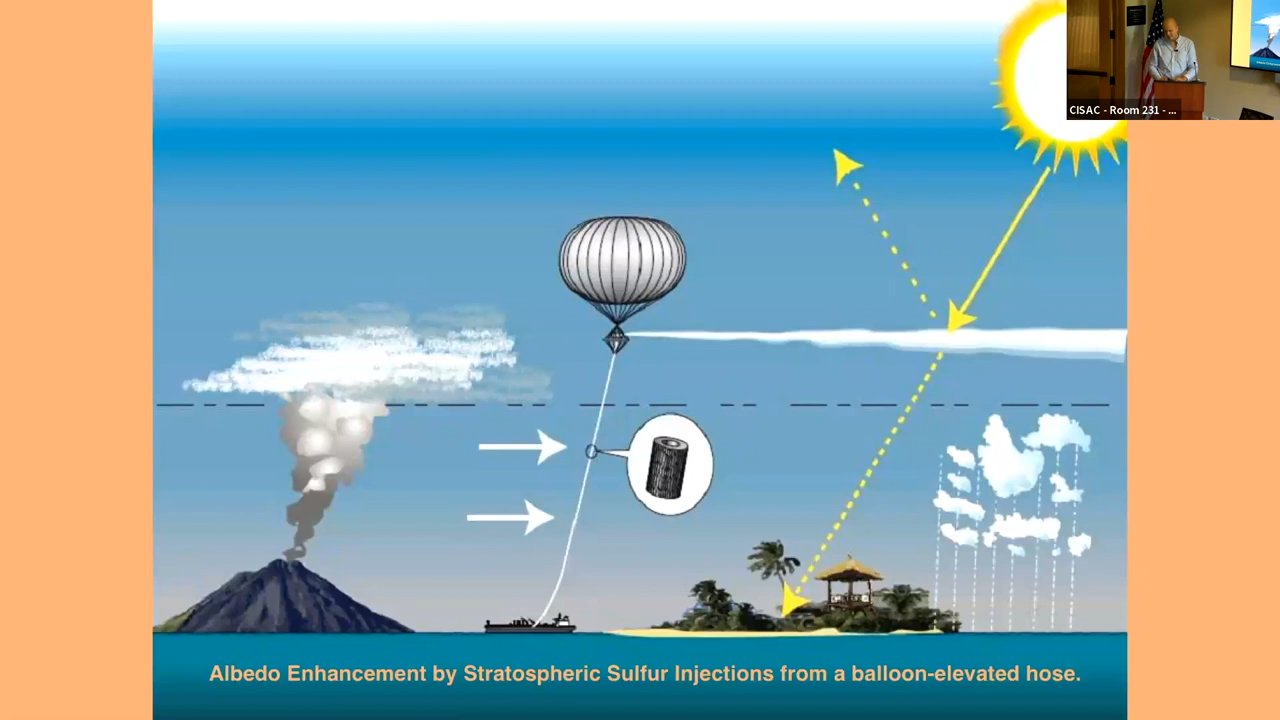 CISAC - Room 231 - ...
Albedo Enhancement by Stratospheric Sulfur Injections from a balloon-elevated hose.